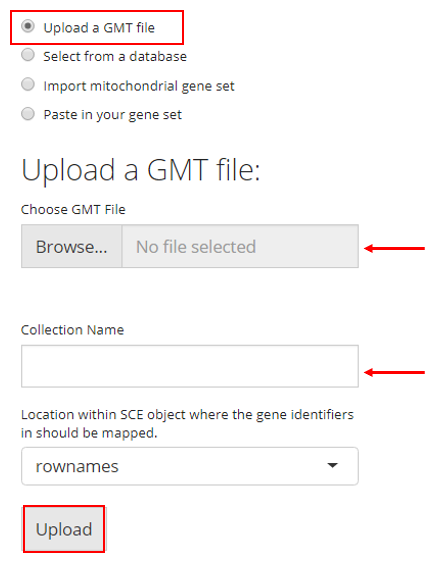 Upload a GMT file
Select from a database
Import mitochondrial gene set
Paste in your gene set
Upload a GMT file:
Choose GMT File
Browse... No file selected
Collection Name
Location within SCE object where the gene identifiers
in should be mapped.
rownames
Upload